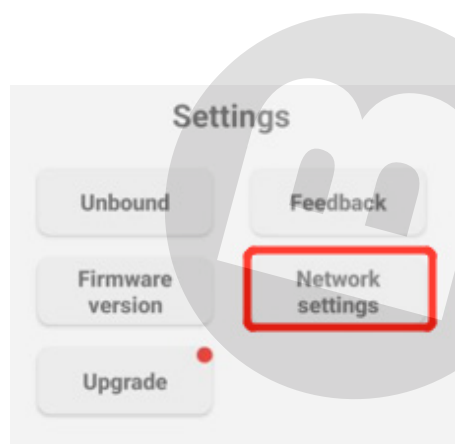 Settings
Unbound
Feedback
Firmware
version
Network
settings
Upgrade